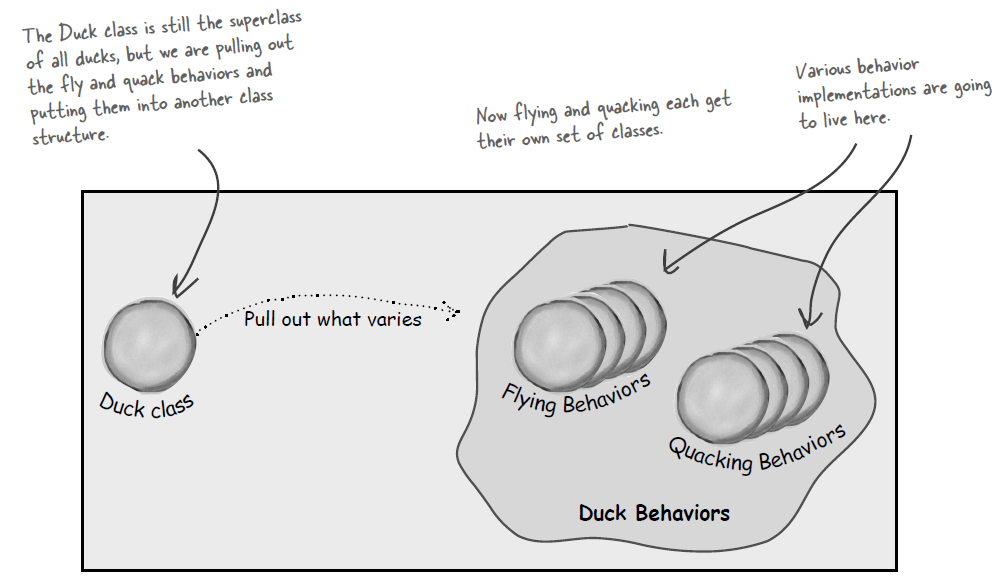 The Duck class is still the superclass
of all ducks, but we are pulling out
the fly and quack behaviors and
putting them into another class
structure.
Now flying and quacking each get
their own set of classes.
Various behavior
implementations are going
to live here.
Pull out what varies
Duck class
Flying Behaviors
Quacking Behaviors
Duck Behaviors